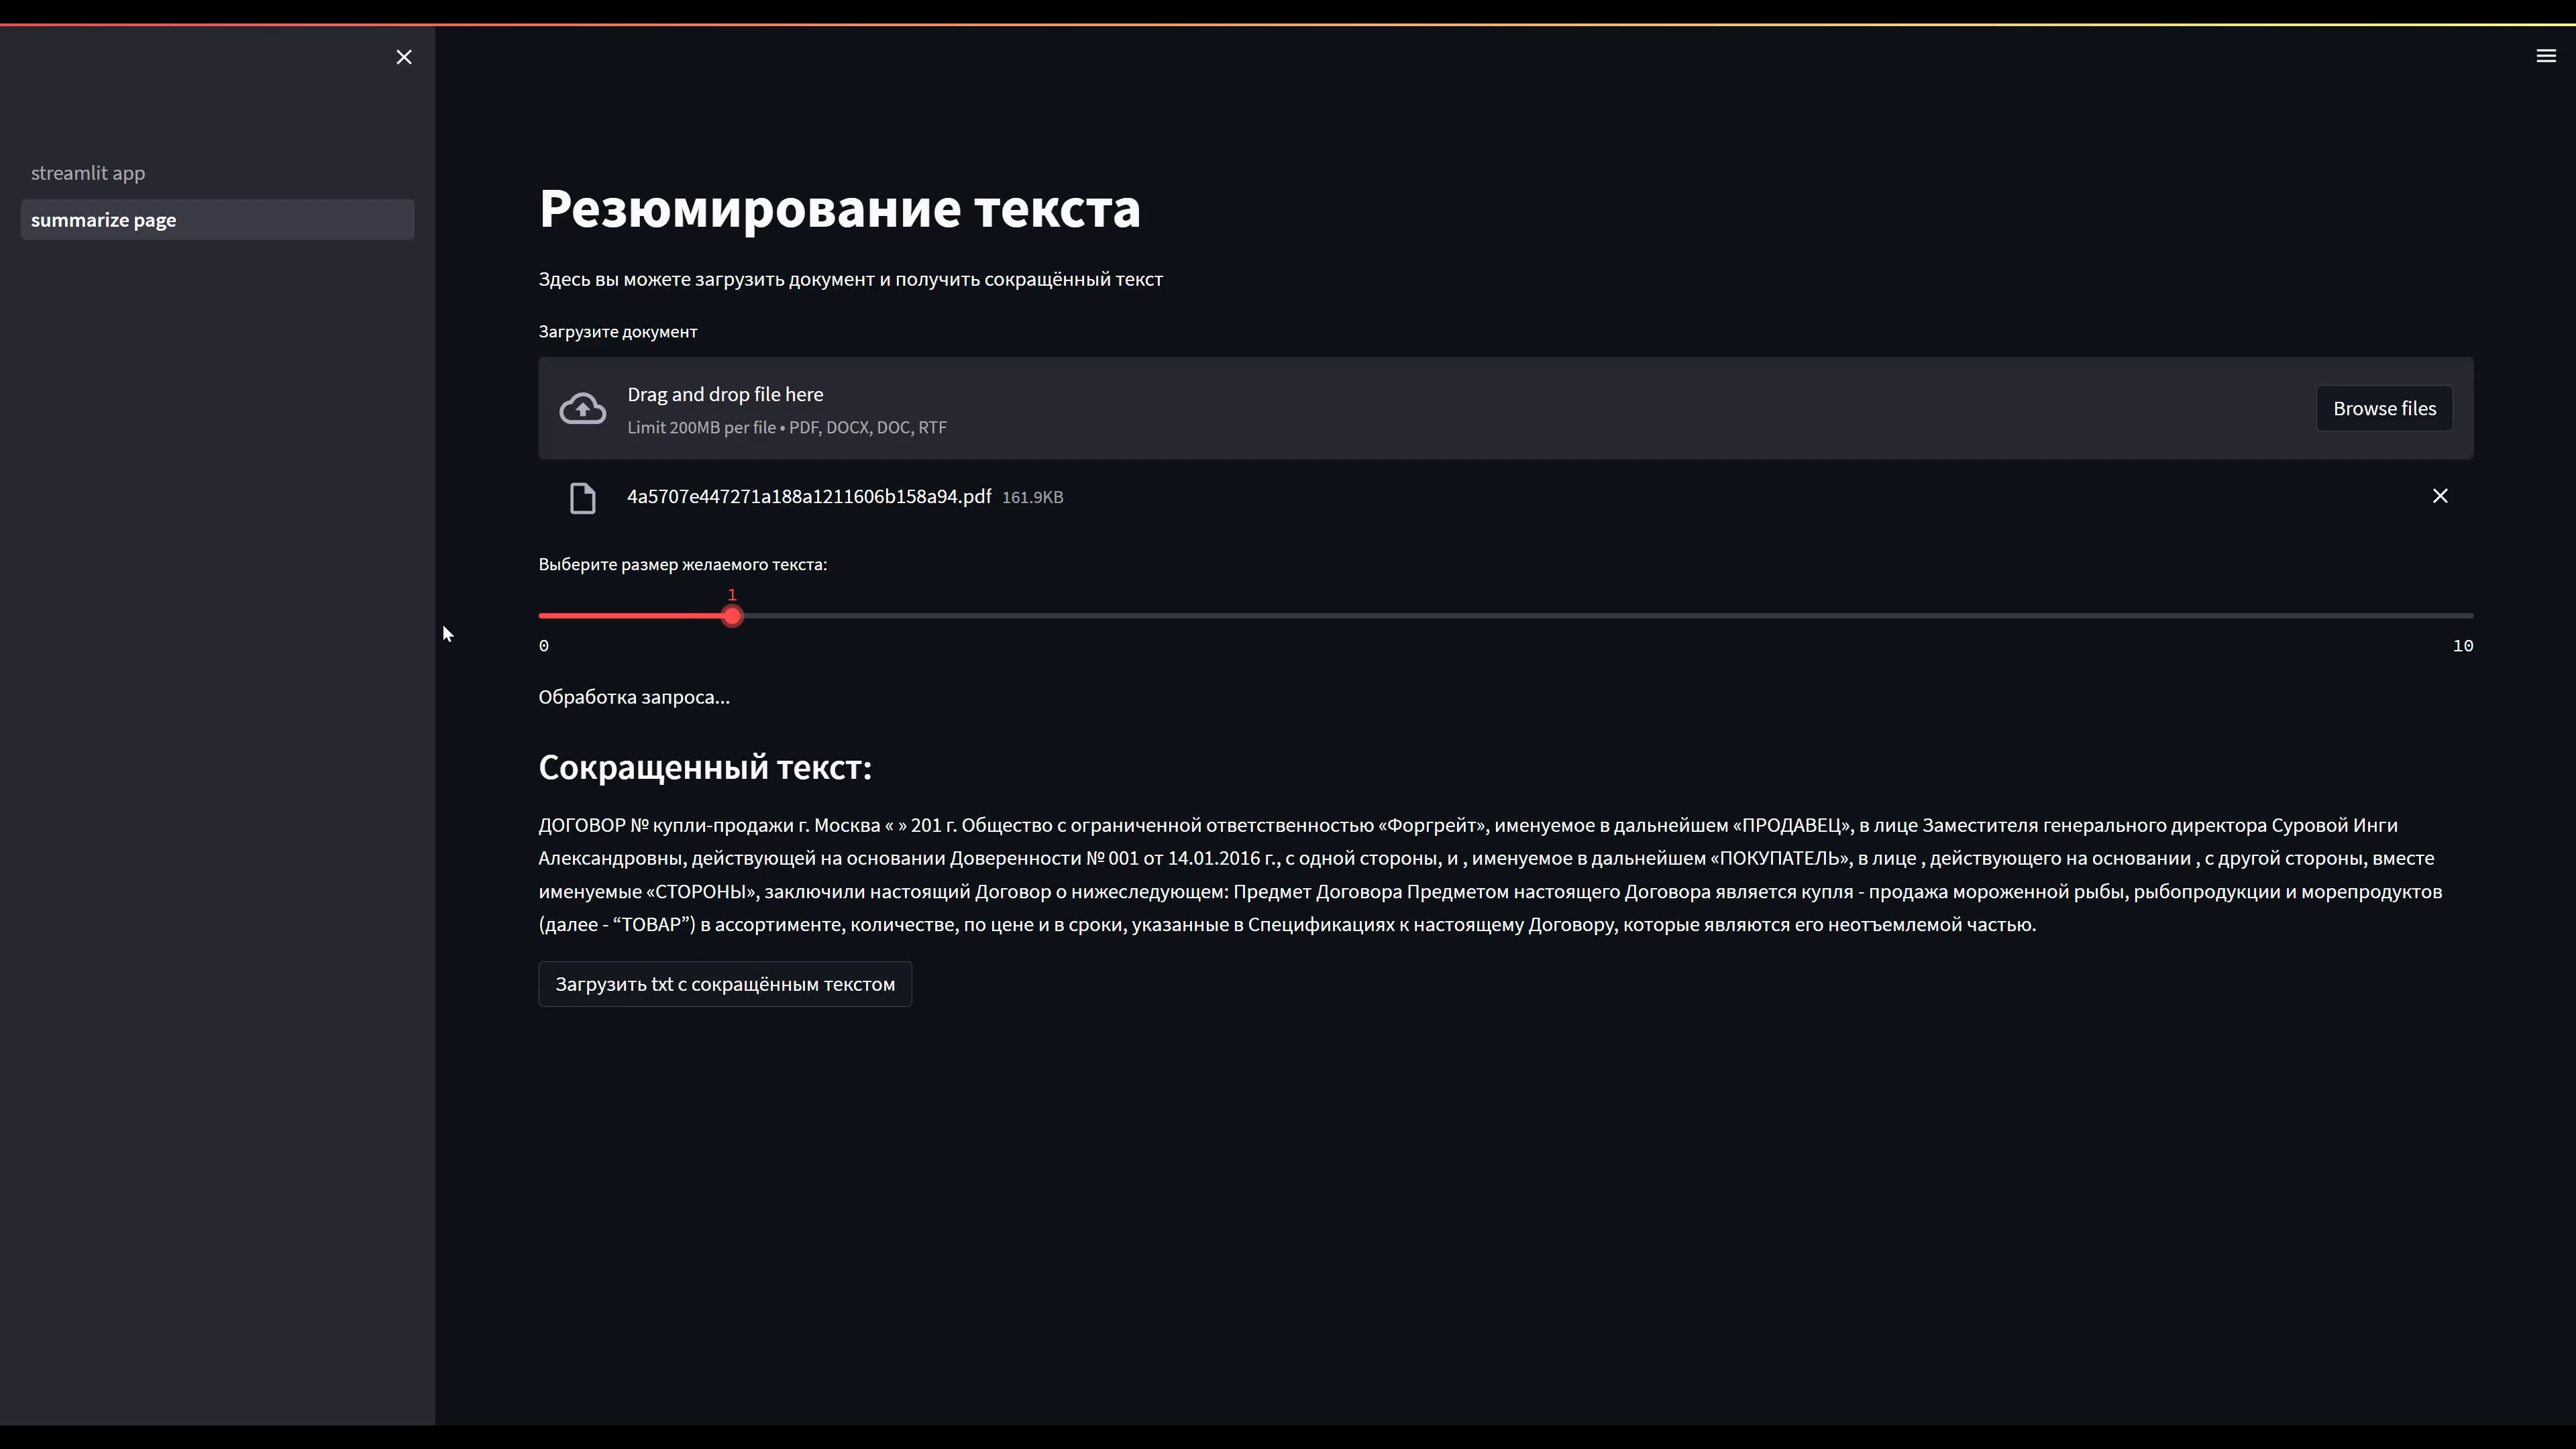 streamlit app
summarize page
Резюмирование текста
Здесь вы можете загрузить документ и получить сокращённый текст
Загрузите документ
Drag and drop file here
Limit 200MB per file • PDF, DOCX, DOC, RTF
Browse files
4a5707e447271a188a1211606b158a94.pdf 161.9KB
Выберите размер желаемого текста:
1
0
10
Обработка запроса...
Сокращенный текст:
ДОГОВОР № купли-продажи г. Москва « » 201 г. Общество с ограниченной ответственностью «Форгрейт», именуемое в дальнейшем «ПРОДАВЕЦ», в лице Заместителя генерального директора Суровой Инги
Александровны, действующей на основании Доверенности № 001 от 14.01.2016 г., с одной стороны, и , именуемое в дальнейшем «ПОКУПАТЕЛЬ», в лице , действующего на основании , с другой стороны, вместе
именуемые «СТОРОНЫ», заключили настоящий Договор о нижеследующем: Предмет Договора Предметом настоящего Договора является купля - продажа мороженной рыбы, рыбопродукции и морепродуктов
(далее - “ТОВАР”) в ассортименте, количестве, по цене и в сроки, указанные в Спецификациях к настоящему Договору, которые являются его неотъемлемой частью.
Загрузить txt с сокращённым текстом